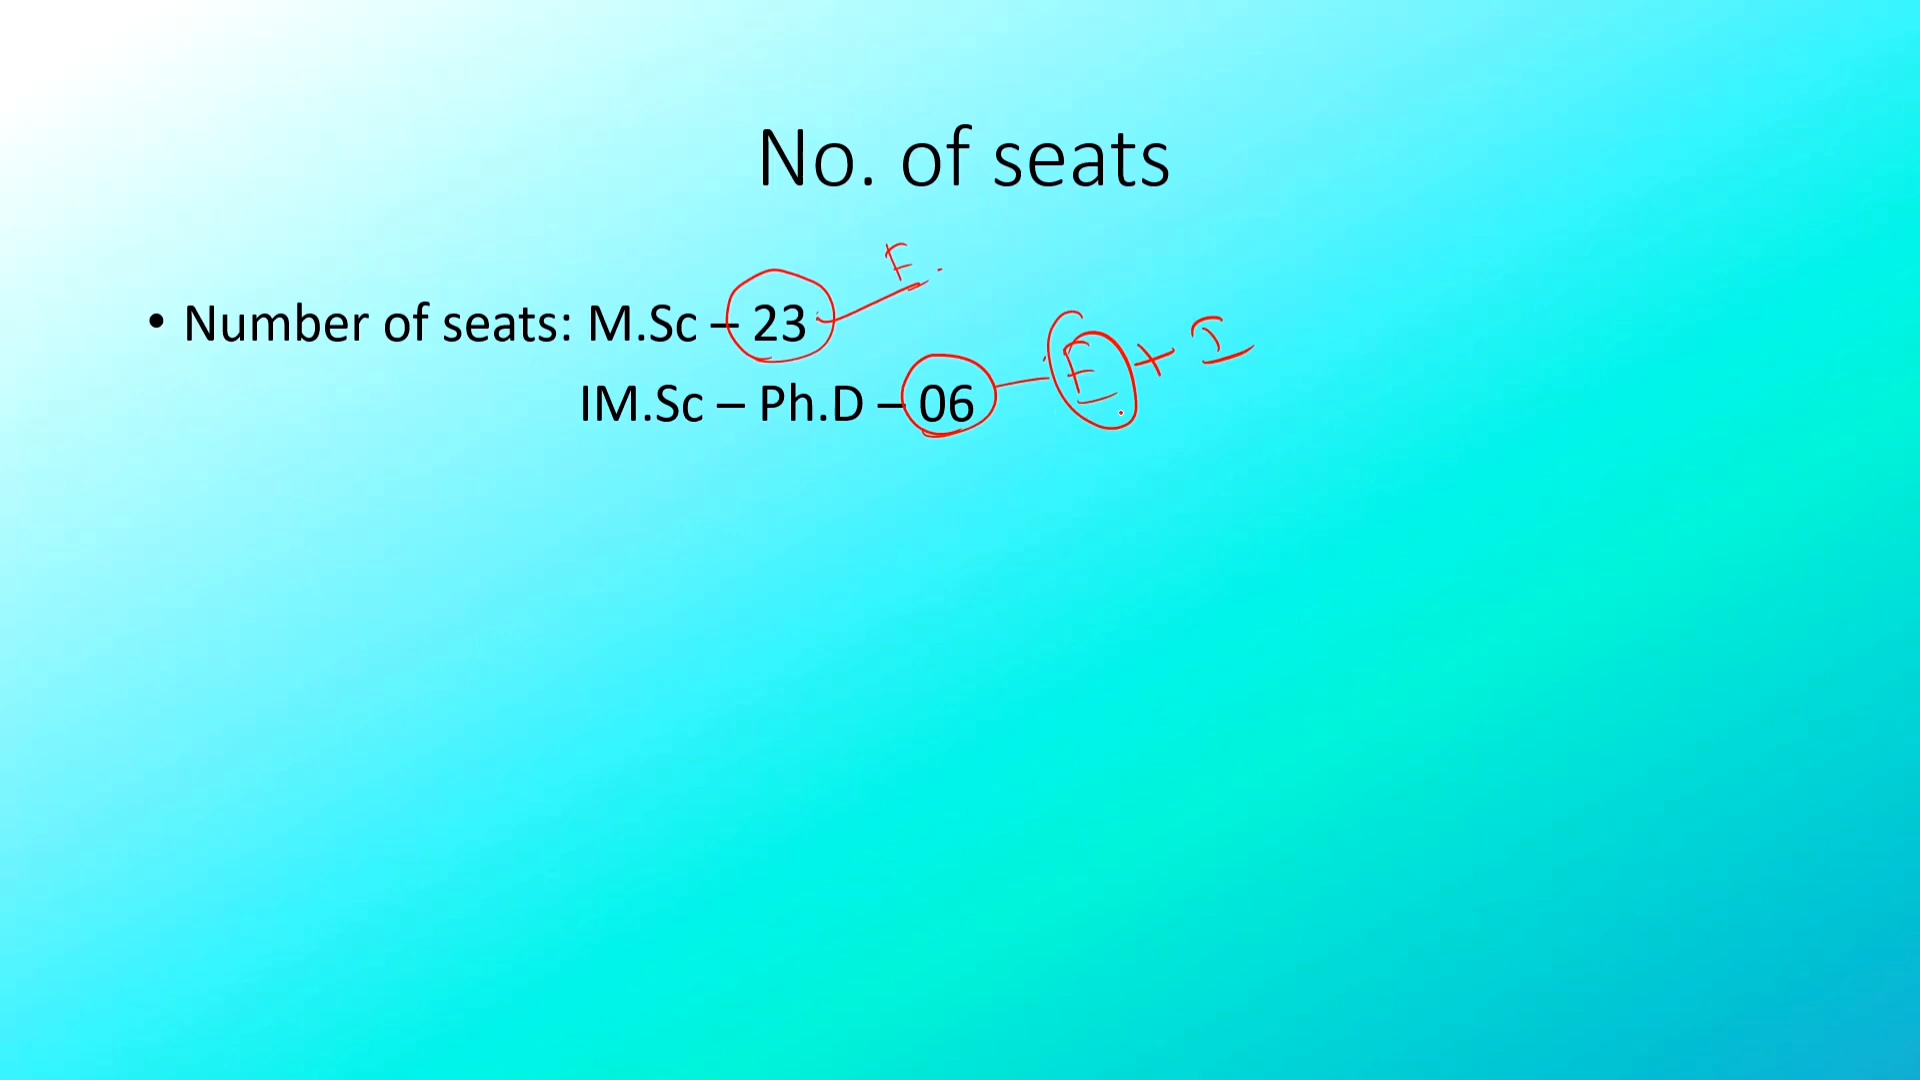 No. of seats
E.
• Number of seats: M.Sc – 23
E + I
IM.Sc – Ph.D – 06